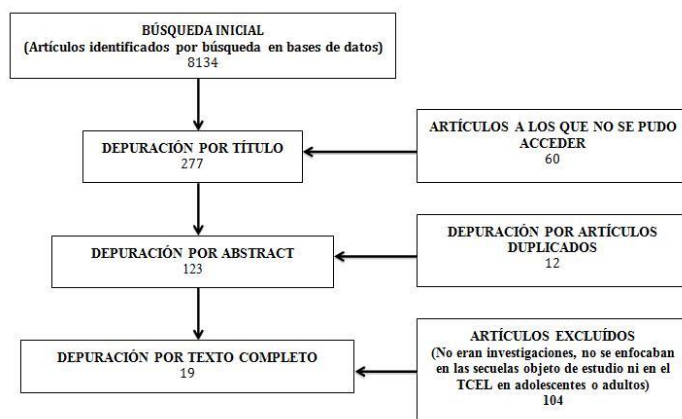 BÚSQUEDA INICIAL
(Artículos identificados por búsqueda en bases de datos)
8134
DEPURACIÓN POR TÍTULO
277
ARTÍCULOS A LOS QUE NO SE PUDO
ACCEDER
60
DEPURACIÓN POR ABSTRACT
123
DEPURACIÓN POR ARTÍCULOS
DUPLICADOS
12
DEPURACIÓN POR TEXTO COMPLETO
19
ARTÍCULOS EXCLUÍDOS
(No eran investigaciones, no se enfocaban
en las secuelas objeto de estudio ni en el
TCEL en adolescentes o adultos)
104